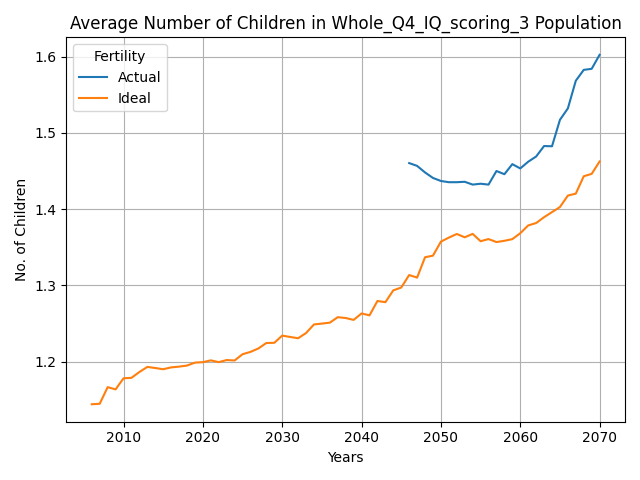 Average Number of Children in Whole_Q4_IQ_scoring_3 Population
Fertility
Actual
Ideal
No. of Children
1.6
1.5
1.4
1.3
1.2
2010 2020 2030 2040 2050 2060 2070
Years